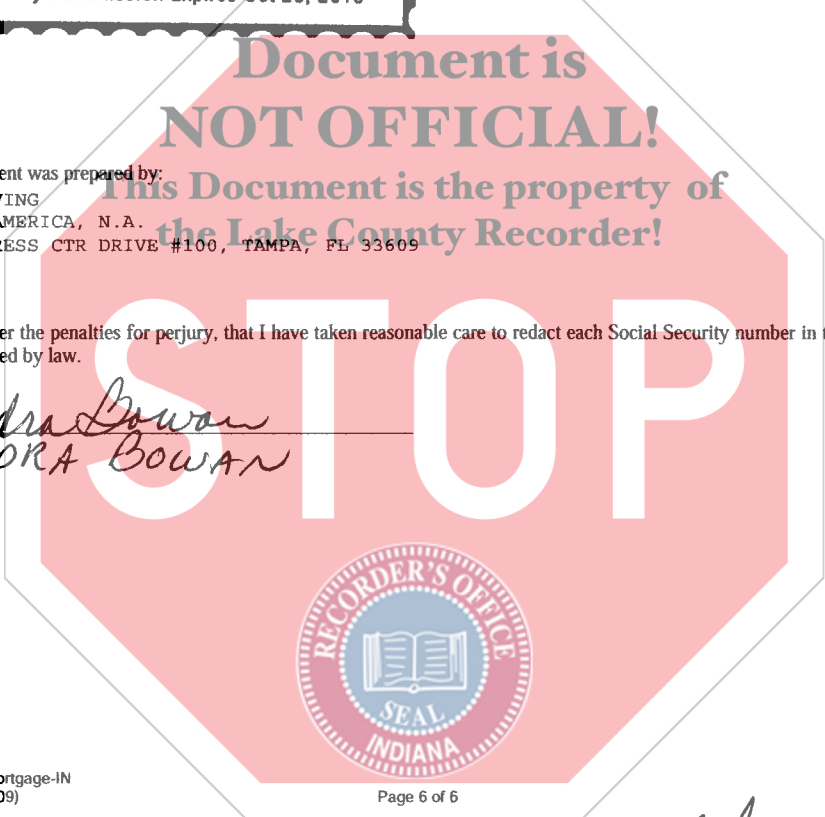 Document is
NOT OFFICIAL!
ent was prepared by:
This Document is the property of
VING
AMERICA, N.A.
the Lake County Recorder!
RESS CTR DRIVE #100, TAMPA, FL 33609
er the penalties for perjury, that I have taken reasonable care to redact each Social Security number in t
ed by law.
STOP
dra Bowan
DRA BOWAN
RECORDER'S OFFICE
SEAL
INDIANA
ortgage-IN
09)
Page 6 of 6